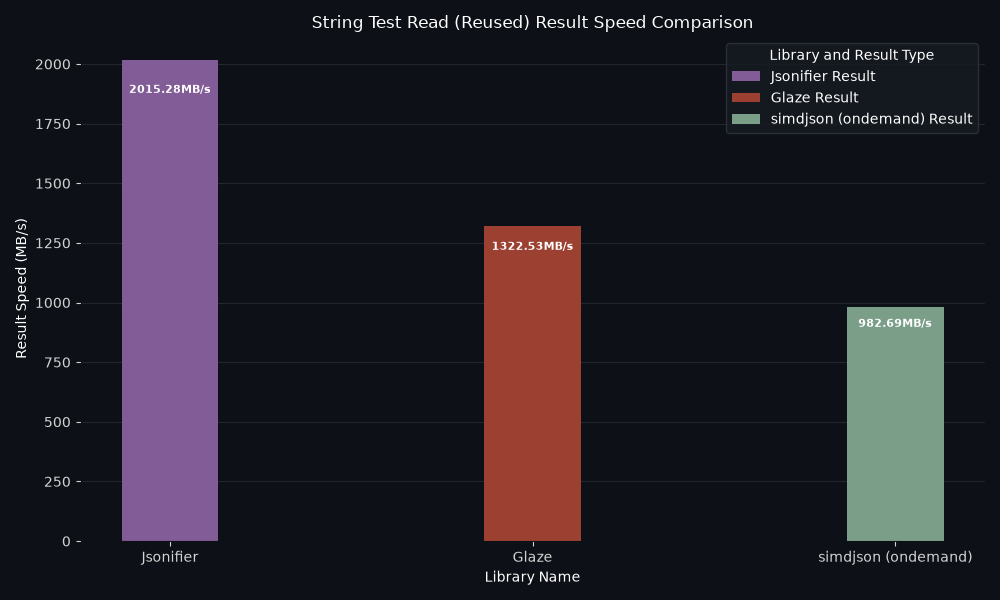 String Test Read (Reused) Result Speed Comparison
Library and Result Type
Jsonifier Result
Glaze Result
simdjson (ondemand) Result
Result Speed (MB/s)
2000
1750
1500
1250
1000
750
500
250
0
2015.28MB/s
1322.53MB/s
982.69MB/s
Jsonifier
Glaze
simdjson (ondemand)
Library Name